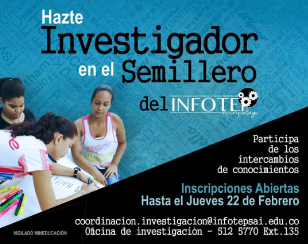 Hazte
Investigador
en el Semillero
del INFOTEP
Participa
de los
intercambios
de conocimientos
Inscripciones Abiertas
Hasta el Jueves 22 de Febrero
coordinacion.investigacion@infotepsai.edu.co
Oficina de investigación - 512 5770 Ext.135
VIGILADO MINEDUCACIÓN